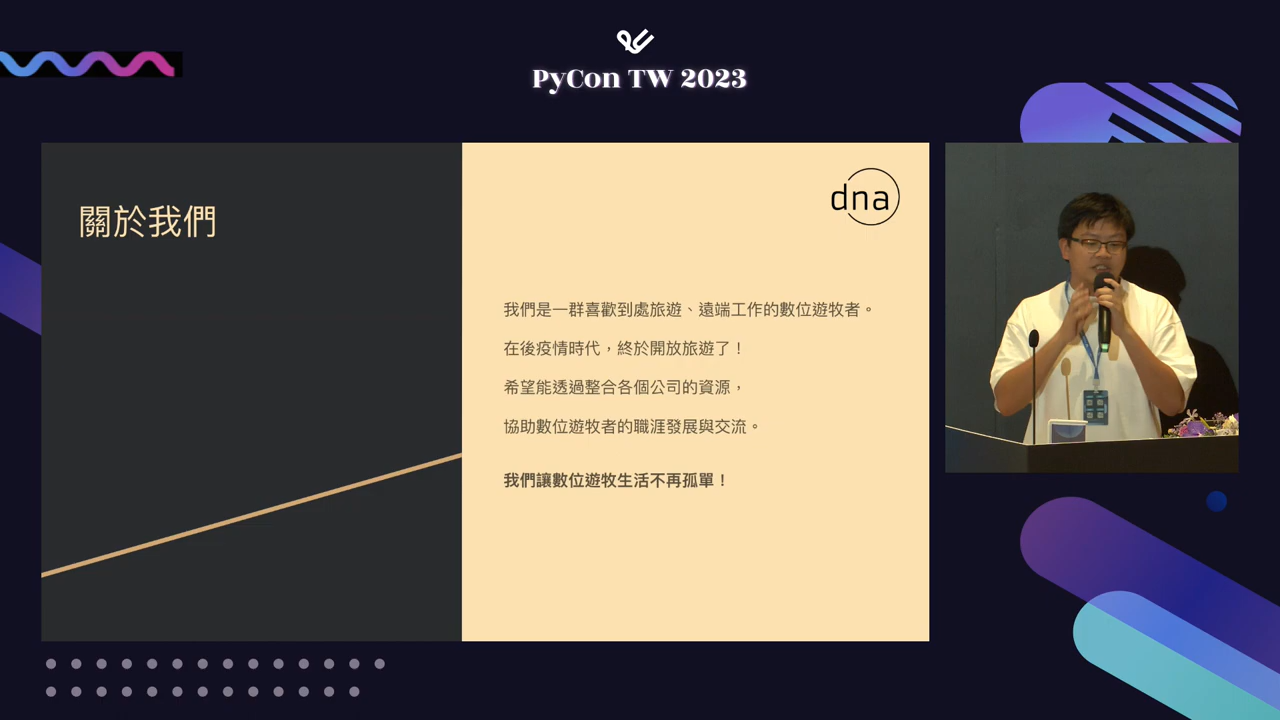 PyCon TW 2023
關於我們
dna
我們是一群喜歡到處旅遊、遠端工作的數位遊牧者。
在後疫情時代，終於開放旅遊了！
希望能透過整合各個公司的資源，
協助數位遊牧者的職涯發展與交流。
我們讓數位遊牧生活不再孤單！